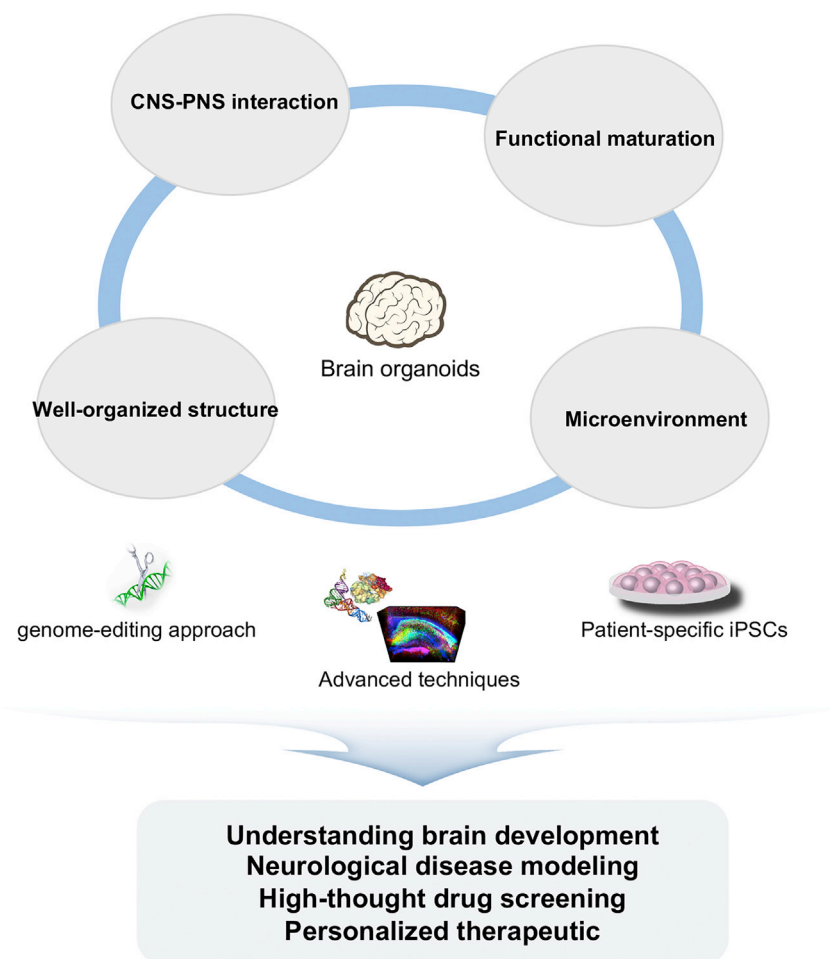 CNS-PNS interaction
Functional maturation
Brain organoids
Well-organized structure
Microenvironment
genome-editing approach
Advanced techniques
Patient-specific iPSCs
Understanding brain development
Neurological disease modeling
High-thought drug screening
Personalized therapeutic